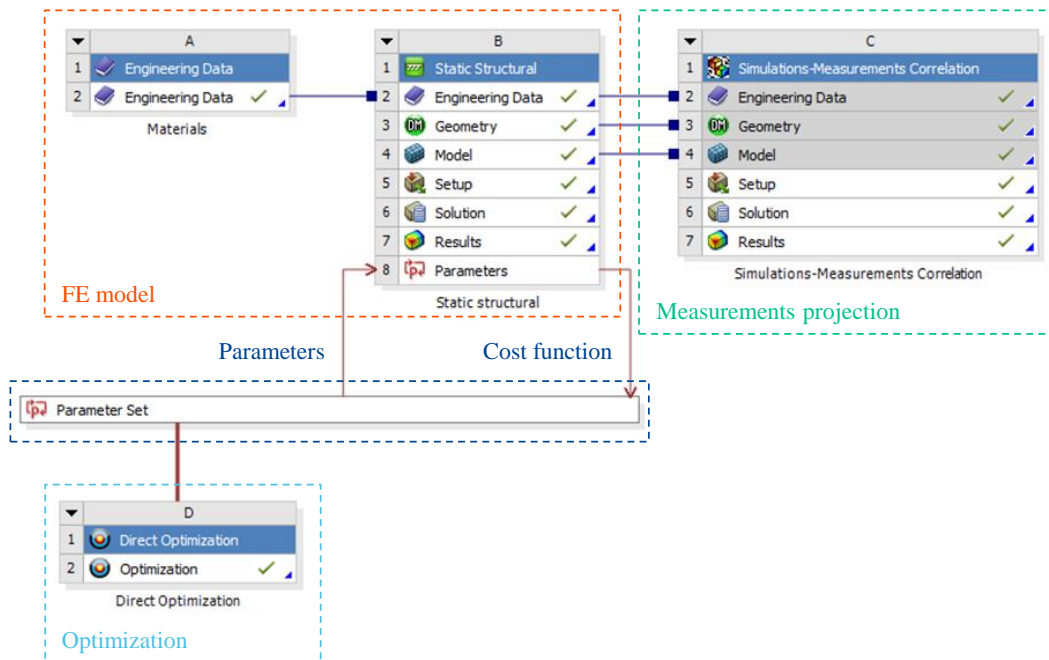 A
1 Engineering Data
2 Engineering Data
Materials
B
1 Static Structural
2 Engineering Data
3 Geometry
4 Model
5 Setup
6 Solution
7 Results
8 Parameters
Static structural
FE model
C
1 Simulations-Measurements Correlation
2 Engineering Data
3 Geometry
4 Model
5 Setup
6 Solution
7 Results
Simulations-Measurements Correlation
Measurements projection
Parameters
Cost function
Parameter Set
D
1 Direct Optimization
2 Optimization
Direct Optimization
Optimization